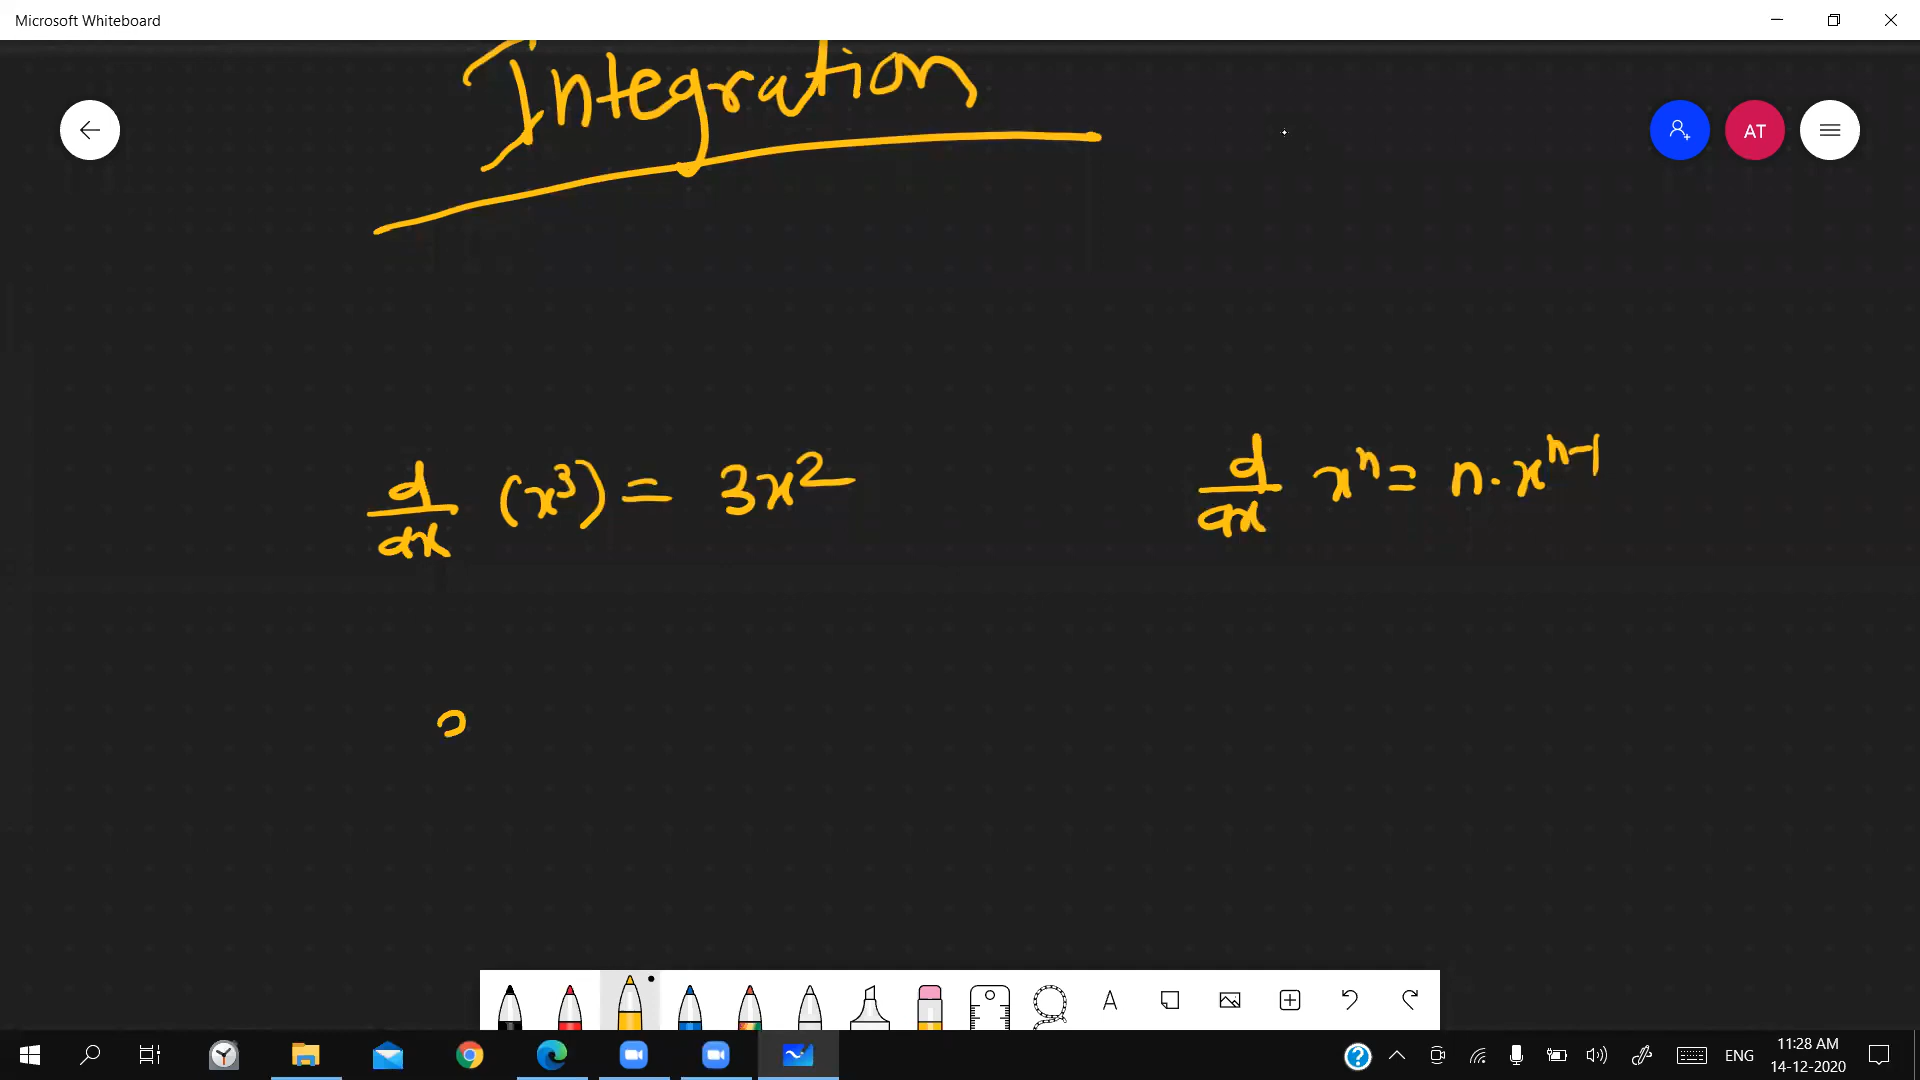 Microsoft Whiteboard
Integration
AT
d/dx (x³) = 3x²
d/dx xⁿ = n·xⁿ⁻¹
A
ENG
11:28 AM
14-12-2020